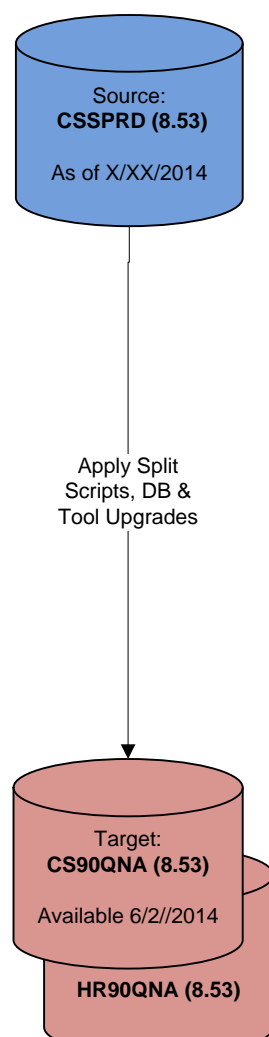 Source:
CSSPRD (8.53)
As of X/XX/2014
Apply Split
Scripts, DB &
Tool Upgrades
Target:
CS90QNA (8.53)
Available 6/2//2014
HR90QNA (8.53)